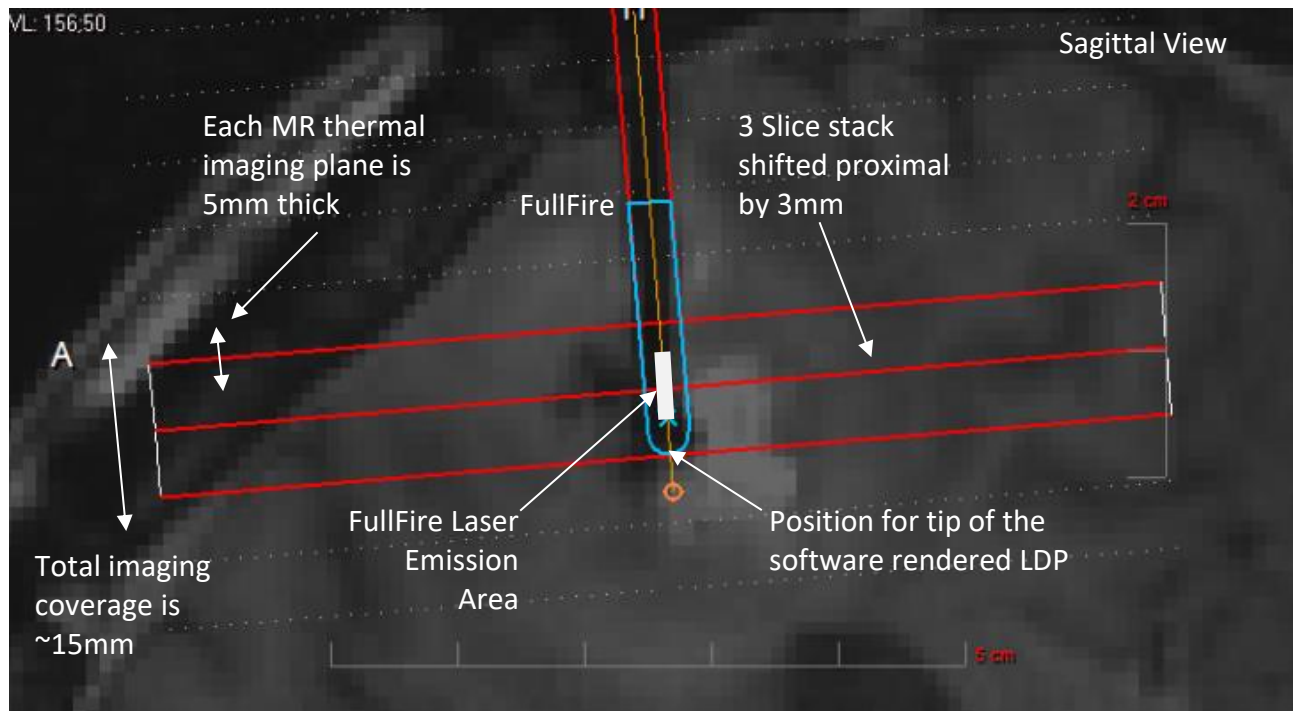 VL: 156;50
Sagittal View
Each MR thermal
imaging plane is
5mm thick
3 Slice stack
shifted proximal
by 3mm
FullFire
2 cm
A
FullFire Laser
Emission
Area
Position for tip of the
software rendered LDP
Total imaging
coverage is
~15mm
5 cm